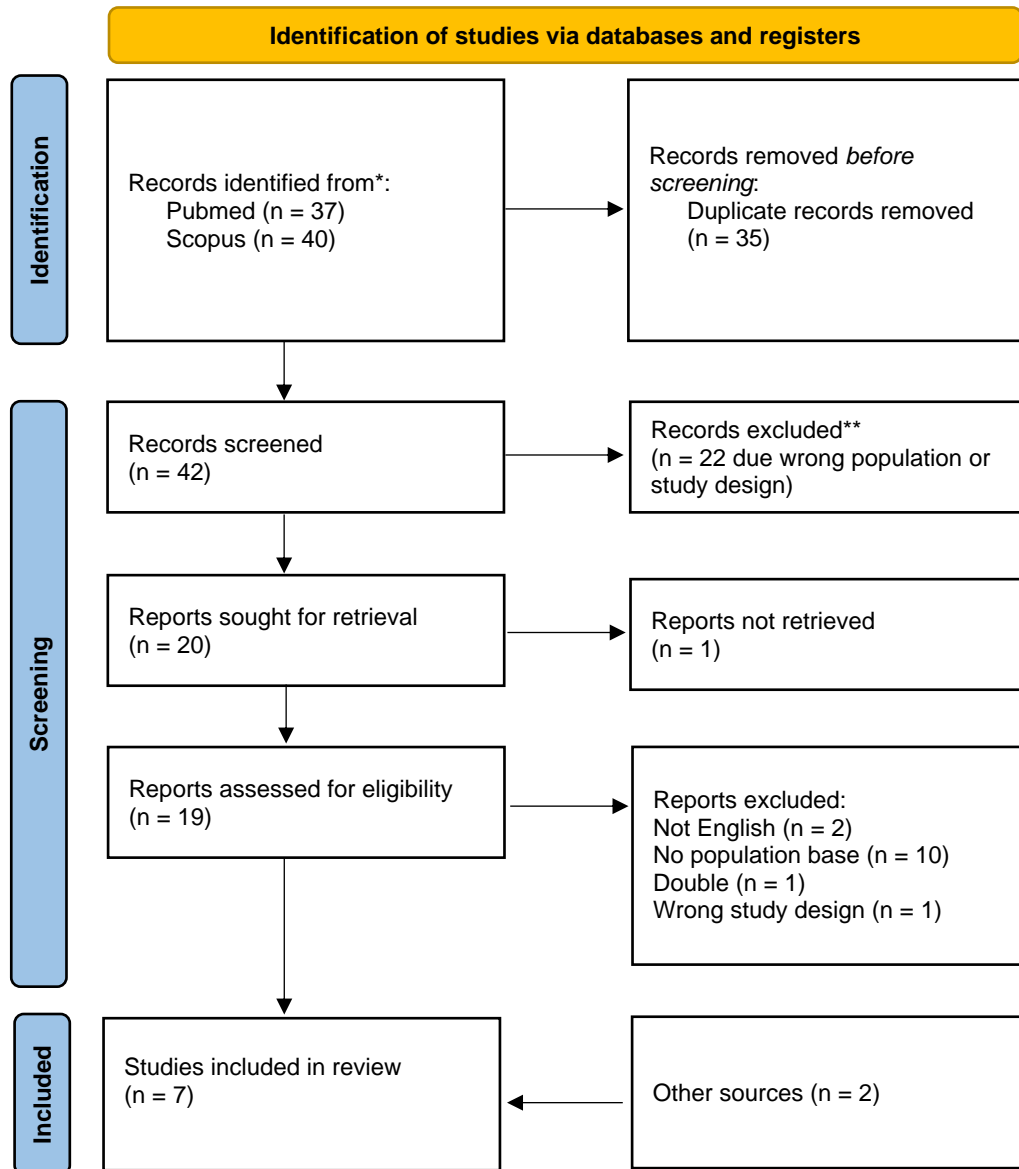 Identification of studies via databases and registers
Identification
Records identified from*:
Pubmed (n = 37)
Scopus (n = 40)
Records removed before
screening:
Duplicate records removed
(n = 35)
Screening
Records screened
(n = 42)
Records excluded**
(n = 22 due wrong population or
study design)
Reports sought for retrieval
(n = 20)
Reports not retrieved
(n = 1)
Reports assessed for eligibility
(n = 19)
Reports excluded:
Not English (n = 2)
No population base (n = 10)
Double (n = 1)
Wrong study design (n = 1)
Included
Studies included in review
(n = 7)
Other sources (n = 2)